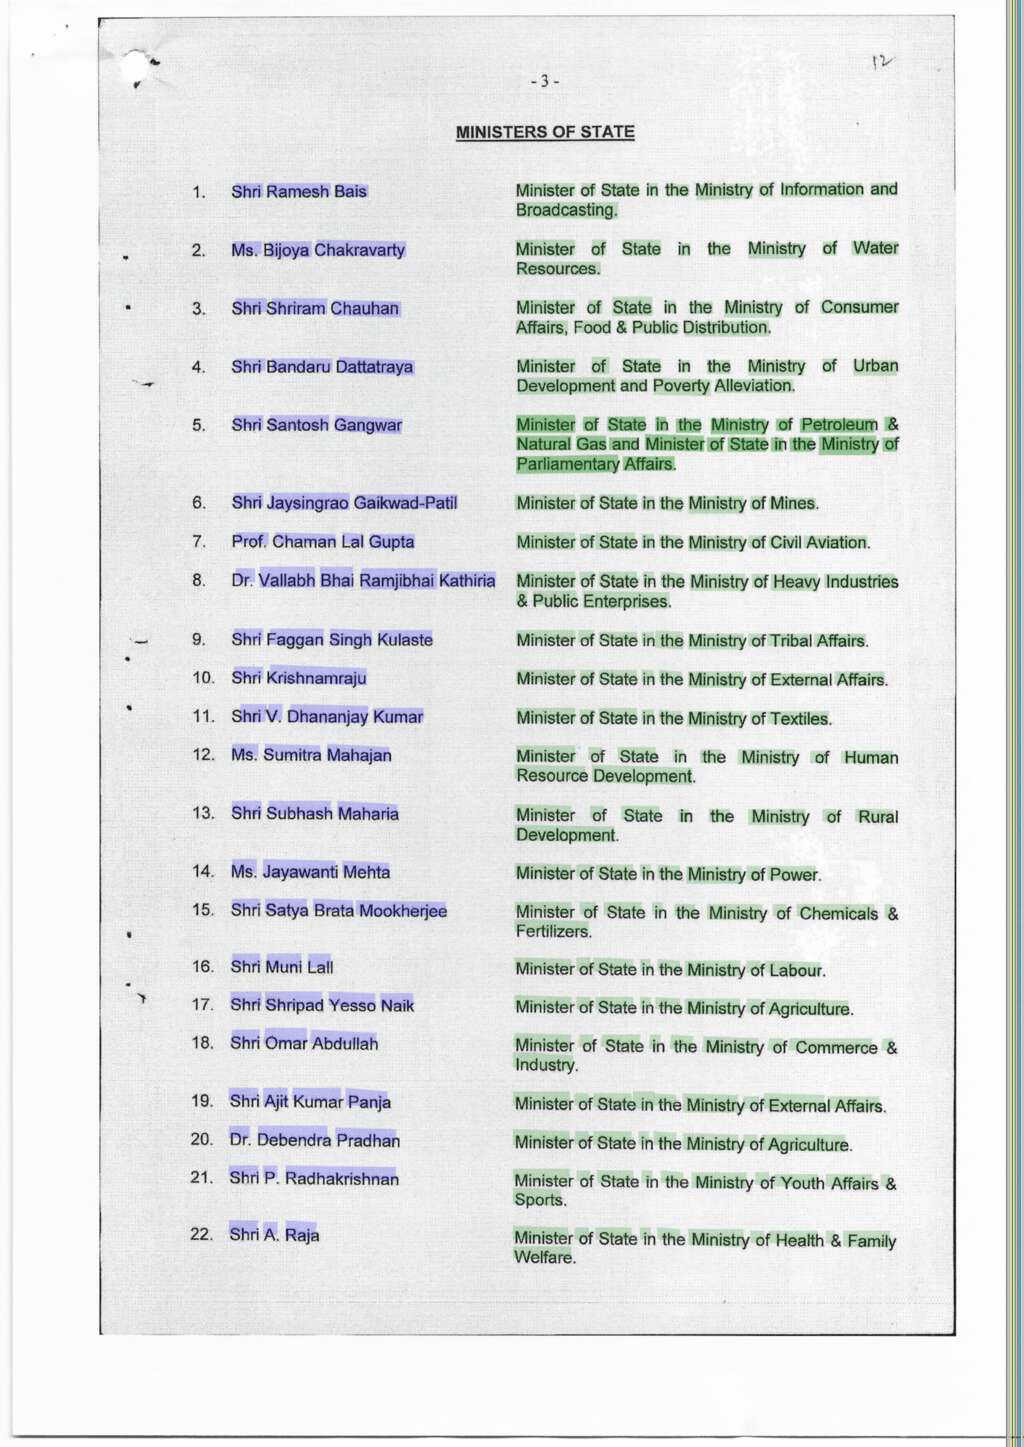 12
- 3 -
MINISTERS OF STATE
1. Shri Ramesh Bais Minister of State in the Ministry of Information and
Broadcasting.
2. Ms. Bijoya Chakravarty Minister of State in the Ministry of Water
Resources.
3. Shri Shriram Chauhan Minister of State in the Ministry of Consumer
Affairs, Food & Public Distribution.
4. Shri Bandaru Dattatraya Minister of State in the Ministry of Urban
Development and Poverty Alleviation.
5. Shri Santosh Gangwar Minister of State in the Ministry of Petroleum &
Natural Gas and Minister of State in the Ministry of
Parliamentary Affairs.
6. Shri Jaysingrao Gaikwad-Patil Minister of State in the Ministry of Mines.
7. Prof. Chaman Lal Gupta Minister of State in the Ministry of Civil Aviation.
8. Dr. Vallabh Bhai Ramjibhai Kathiria Minister of State in the Ministry of Heavy Industries
& Public Enterprises.
9. Shri Faggan Singh Kulaste Minister of State in the Ministry of Tribal Affairs.
10. Shri Krishnamraju Minister of State in the Ministry of External Affairs.
11. Shri V. Dhananjay Kumar Minister of State in the Ministry of Textiles.
12. Ms. Sumitra Mahajan Minister of State in the Ministry of Human
Resource Development.
13. Shri Subhash Maharia Minister of State in the Ministry of Rural
Development.
14. Ms. Jayawanti Mehta Minister of State in the Ministry of Power.
15. Shri Satya Brata Mookherjee Minister of State in the Ministry of Chemicals &
Fertilizers.
16. Shri Muni Lall Minister of State in the Ministry of Labour.
17. Shri Shripad Yesso Naik Minister of State in the Ministry of Agriculture.
18. Shri Omar Abdullah Minister of State in the Ministry of Commerce &
Industry.
19. Shri Ajit Kumar Panja Minister of State in the Ministry of External Affairs.
20. Dr. Debendra Pradhan Minister of State in the Ministry of Agriculture.
21. Shri P. Radhakrishnan Minister of State in the Ministry of Youth Affairs &
Sports.
22. Shri A. Raja Minister of State in the Ministry of Health & Family
Welfare.